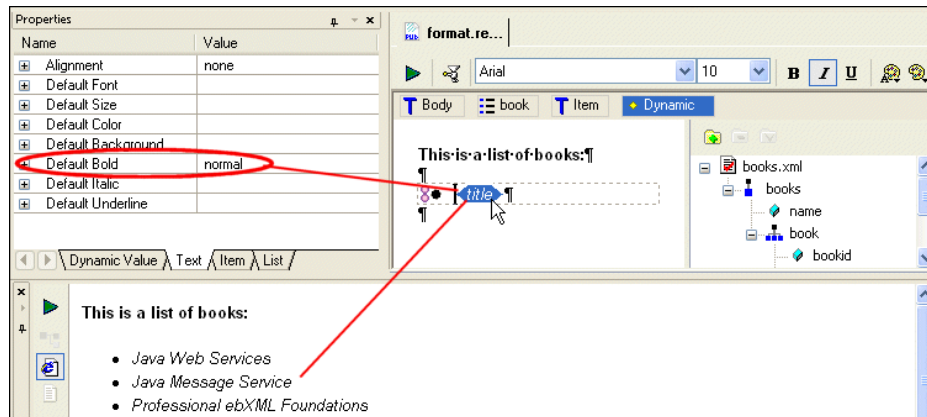 Properties
Name Value
Alignment none
Default Font
Default Size
Default Color
Default Background
Default Bold normal
Default Italic
Default Underline
Dynamic Value Text Item List
format.re...
Arial 10 B I U
Body book Item Dynamic
This·is·a·list·of·books:¶
¶
title ¶
¶
books.xml
books
name
book
bookid
This is a list of books:
• Java Web Services
• Java Message Service
• Professional ebXML Foundations